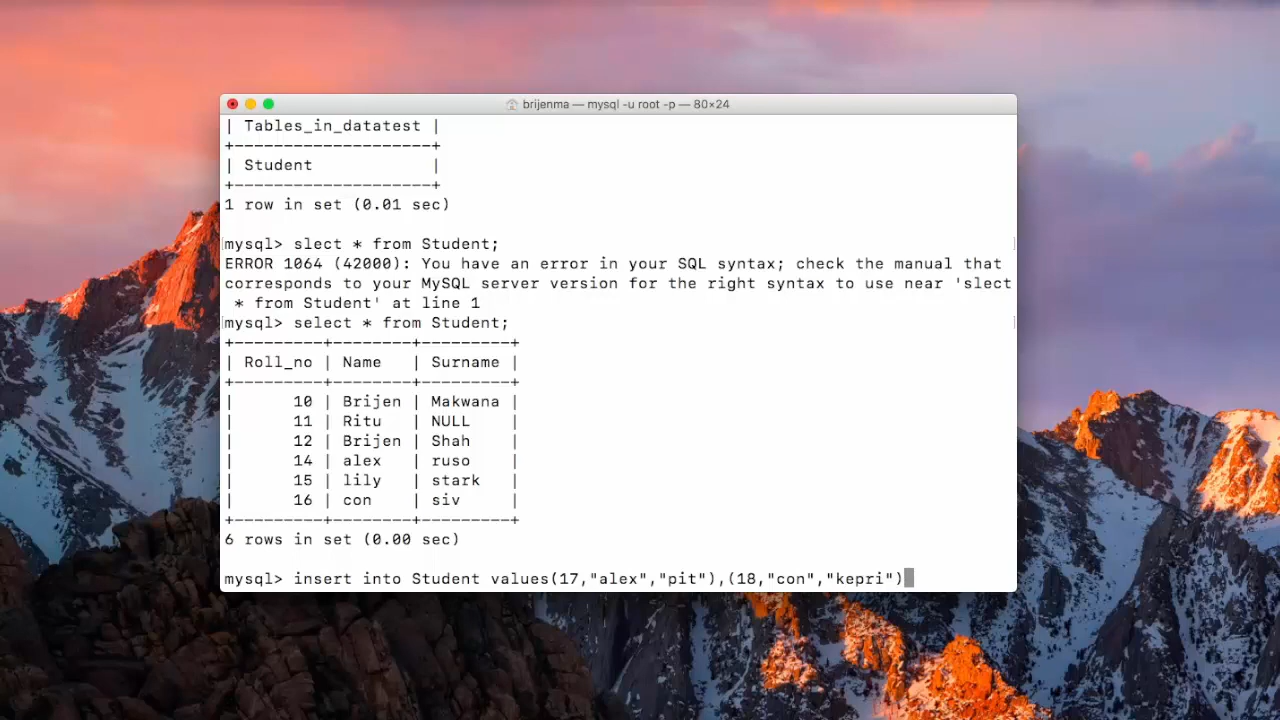 brijenma — mysql -u root -p — 80×24
| Tables_in_datatest |
+--------------------+
| Student            |
+--------------------+
1 row in set (0.01 sec)
mysql> slect * from Student;
ERROR 1064 (42000): You have an error in your SQL syntax; check the manual that
corresponds to your MySQL server version for the right syntax to use near 'slect
 * from Student' at line 1
mysql> select * from Student;
+---------+--------+---------+
| Roll_no | Name   | Surname |
+---------+--------+---------+
|      10 | Brijen | Makwana |
|      11 | Ritu   | NULL    |
|      12 | Brijen | Shah    |
|      14 | alex   | ruso    |
|      15 | lily   | stark   |
|      16 | con    | siv     |
+---------+--------+---------+
6 rows in set (0.00 sec)
mysql> insert into Student values(17,"alex","pit"),(18,"con","kepri")